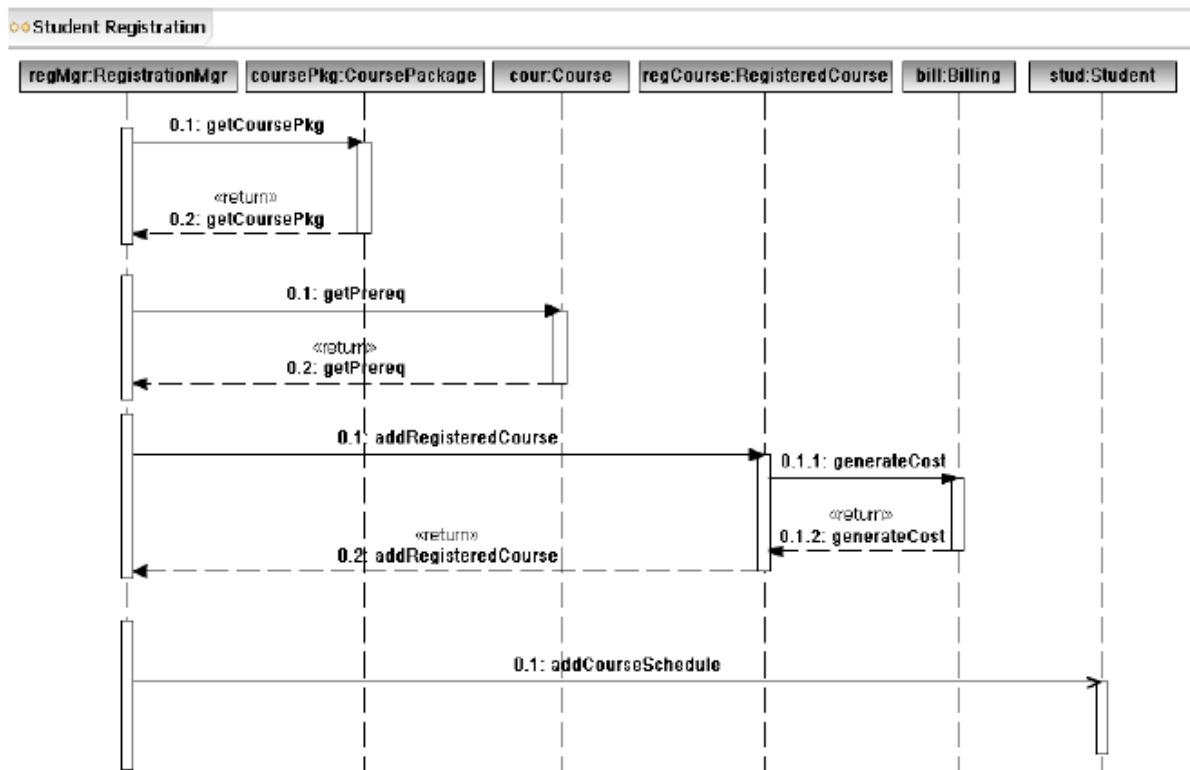 Student Registration
regMgr:RegistrationMgr coursePkg:CoursePackage cour:Course regCourse:RegisteredCourse bill:Billing stud:Student
0.1: getCoursePkg
«return»
0.2: getCoursePkg
0.1: getPrereq
«return»
0.2: getPrereq
0.1: addRegisteredCourse
0.1.1: generateCost
«return»
0.1.2: generateCost
«return»
0.2: addRegisteredCourse
0.1: addCourseSchedule